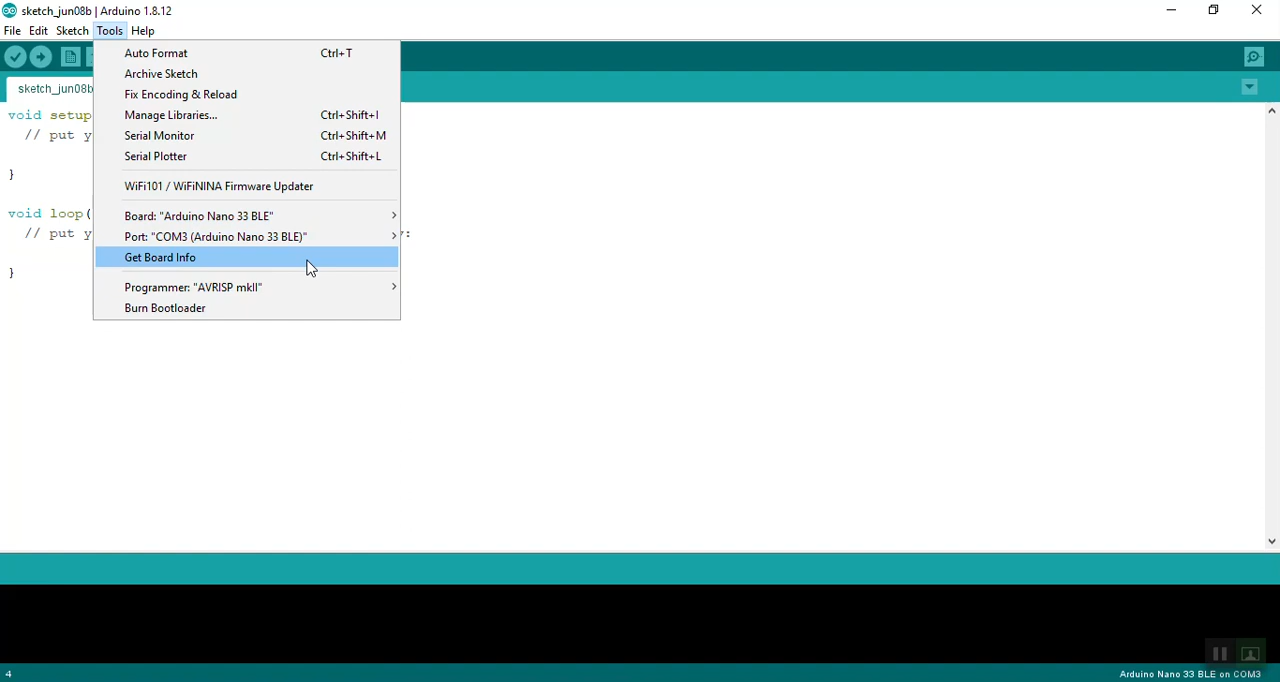 sketch_jun08b | Arduino 1.8.12
File Edit Sketch Tools Help
sketch_jun08b
Auto Format Ctrl+T
Archive Sketch
Fix Encoding & Reload
Manage Libraries... Ctrl+Shift+I
Serial Monitor Ctrl+Shift+M
Serial Plotter Ctrl+Shift+L
WiFi101 / WiFiNINA Firmware Updater
Board: "Arduino Nano 33 BLE"
Port: "COM3 (Arduino Nano 33 BLE)"
Get Board Info
Programmer: "AVRISP mkII"
Burn Bootloader
void setup
// put y
}
void loop(
// put y :
}
4 Arduino Nano 33 BLE on COM3